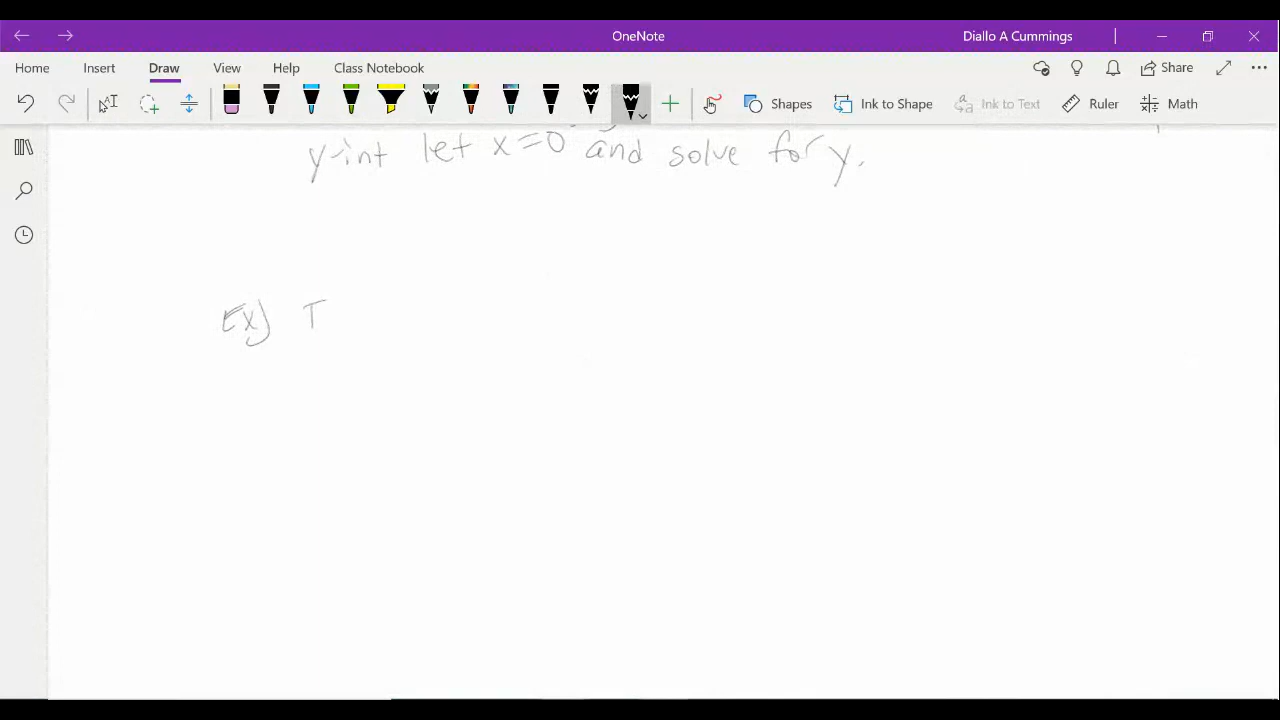 OneNote
Diallo A Cummings
Home Insert Draw View Help Class Notebook Share
Shapes Ink to Shape Ink to Text Ruler Math
y-int let x=0 and solve for y.
Ex) T